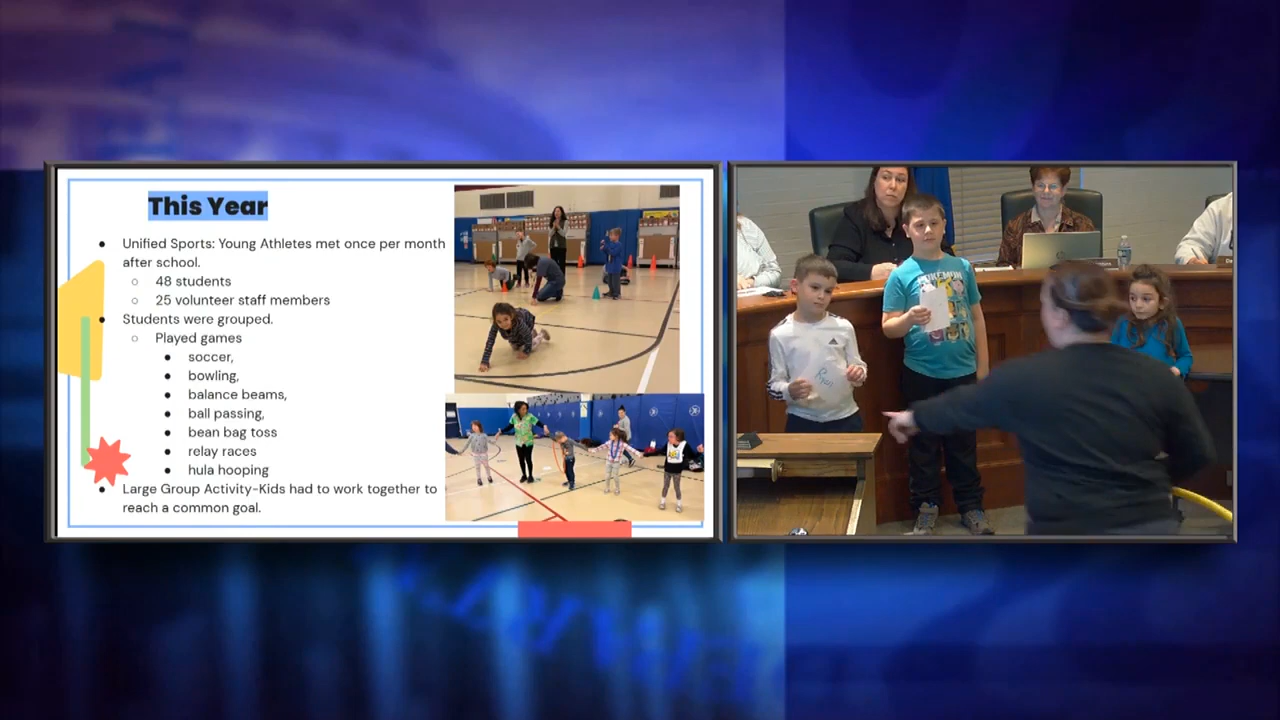 This Year
● Unified Sports: Young Athletes met once per month
after school.
○ 48 students
○ 25 volunteer staff members
● Students were grouped.
○ Played games
● soccer,
● bowling,
● balance beams,
● ball passing,
● bean bag toss
● relay races
● hula hooping
● Large Group Activity-Kids had to work together to
reach a common goal.
POKEMON
Ryan